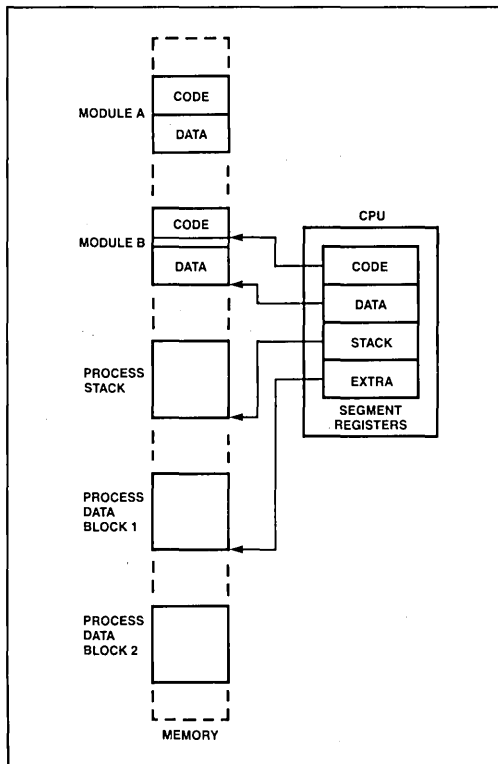 MODULE A
CODE
DATA
MODULE B
CODE
DATA
CPU
CODE
DATA
STACK
EXTRA
SEGMENT
REGISTERS
PROCESS
STACK
PROCESS
DATA
BLOCK 1
PROCESS
DATA
BLOCK 2
MEMORY